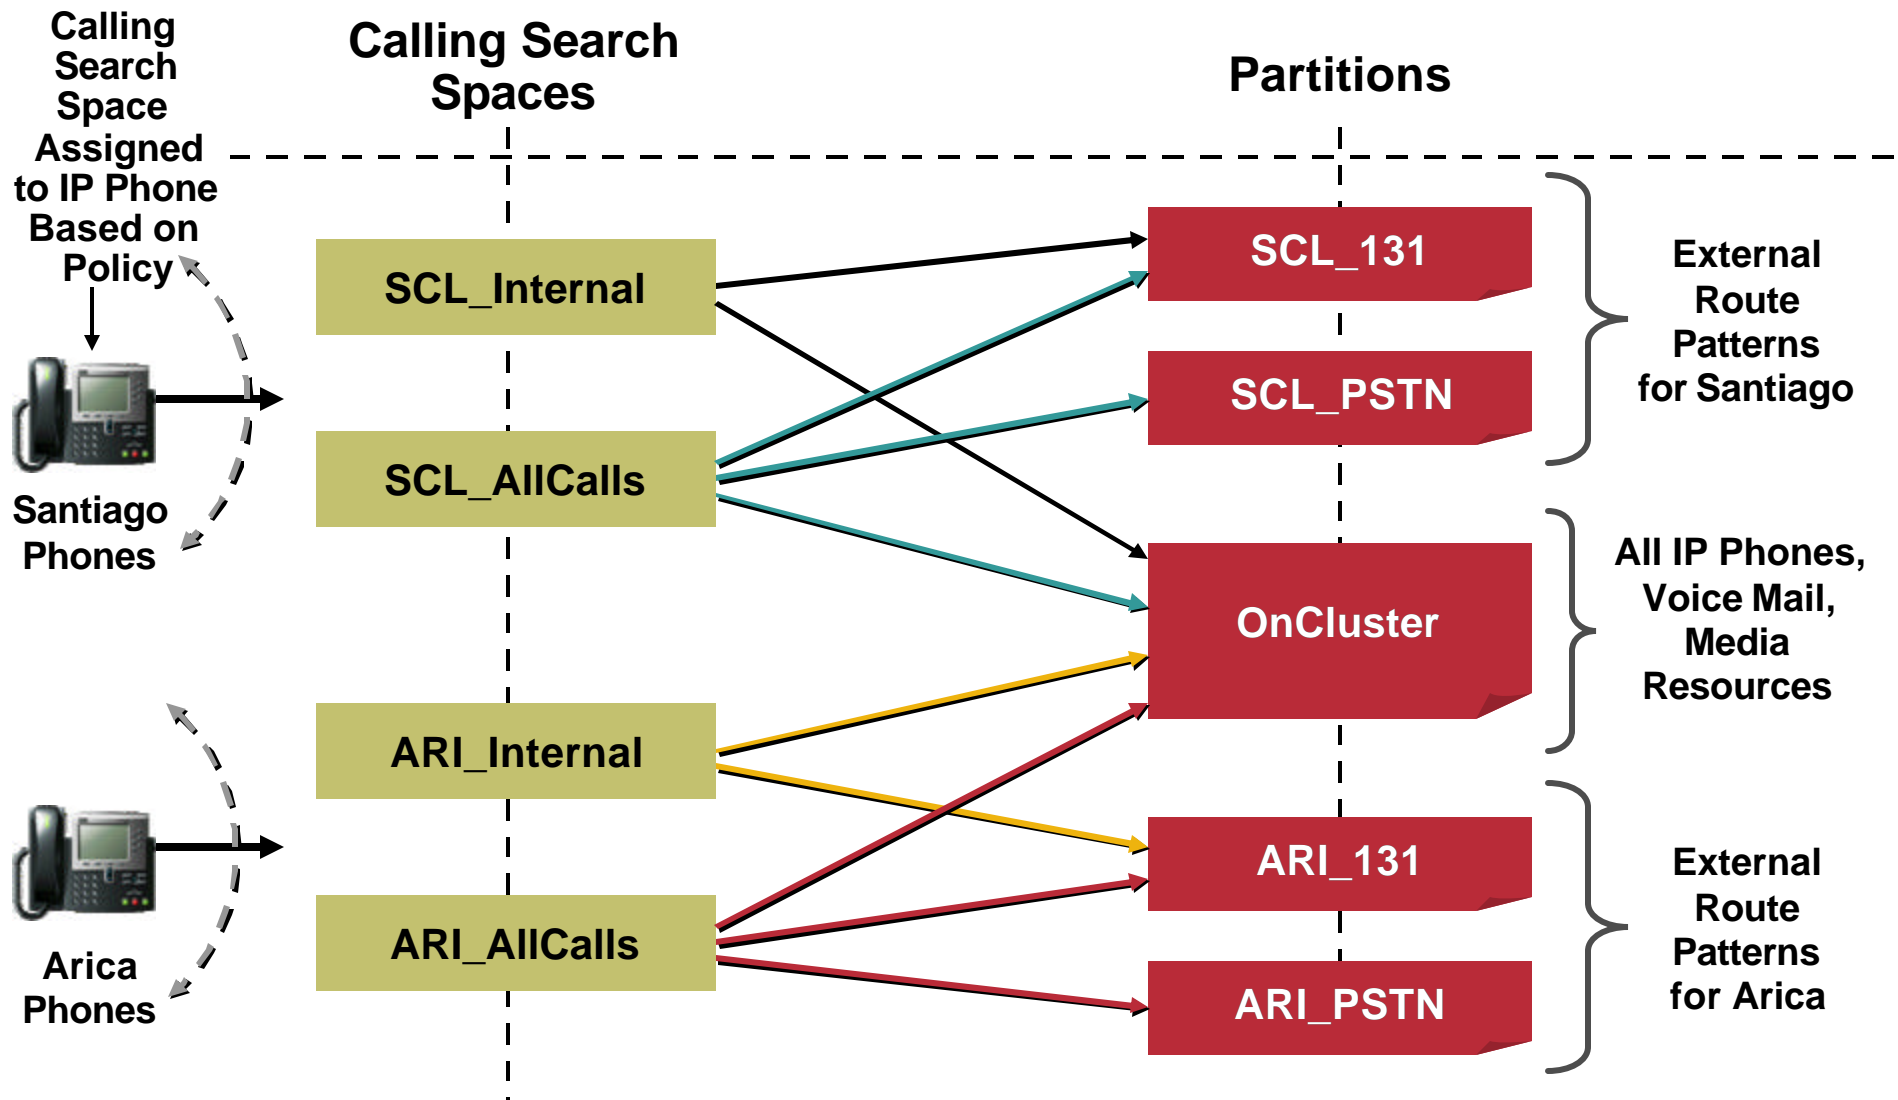 Calling
Search
Space
Assigned
to IP Phone
Based on
Policy
Calling Search
Spaces
Partitions
SCL_Internal
SCL_AllCalls
ARI_Internal
ARI_AllCalls
SCL_131
SCL_PSTN
OnCluster
ARI_131
ARI_PSTN
External
Route
Patterns
for Santiago
All IP Phones,
Voice Mail,
Media
Resources
External
Route
Patterns
for Arica
Santiago
Phones
Arica
Phones